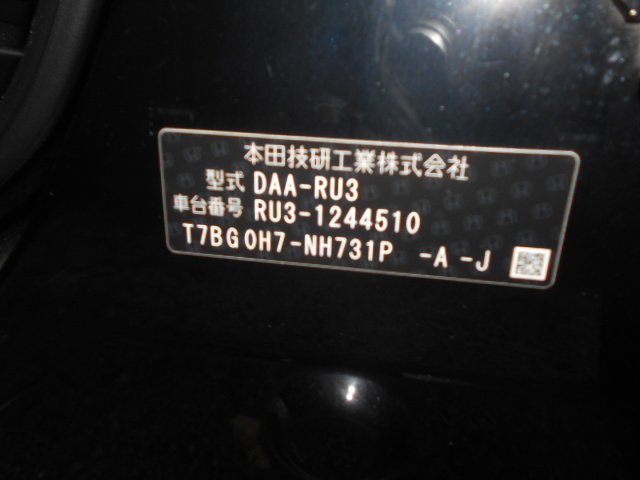 本田技研工業株式会社
型式 DAA-RU3
車台番号 RU3-1244510
T7BG0H7-NH731P -A-J